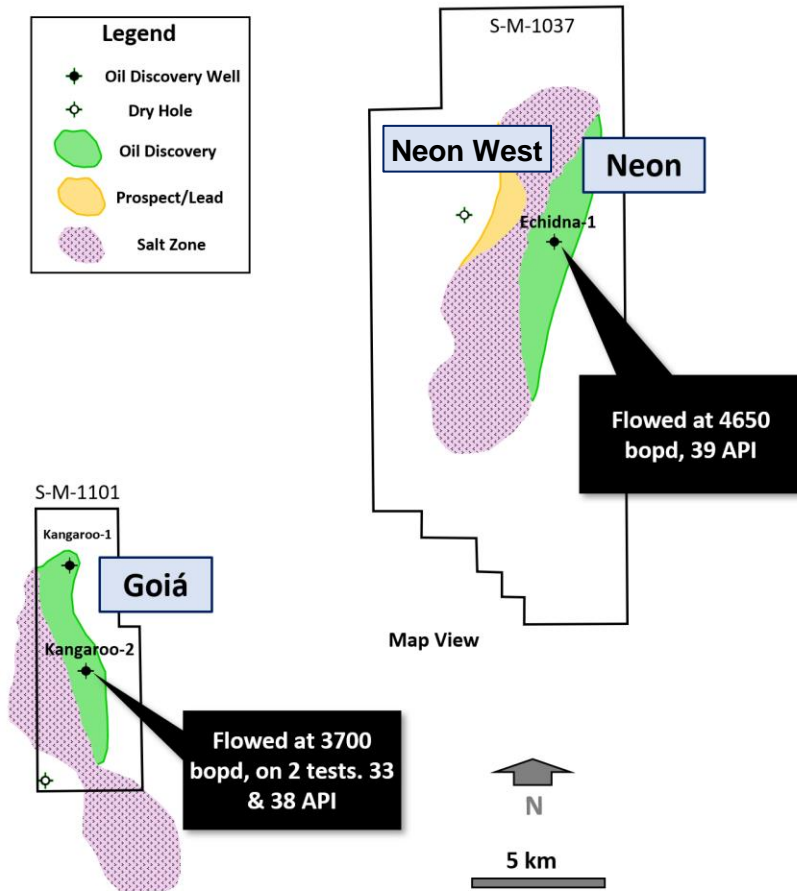 Legend
Oil Discovery Well
Dry Hole
Oil Discovery
Prospect/Lead
Salt Zone
S-M-1037
Neon West
Neon
Echidna-1
Flowed at 4650
bopd, 39 API
S-M-1101
Kangaroo-1
Goiá
Kangaroo-2
Map View
Flowed at 3700
bopd, on 2 tests. 33
& 38 API
N
5 km